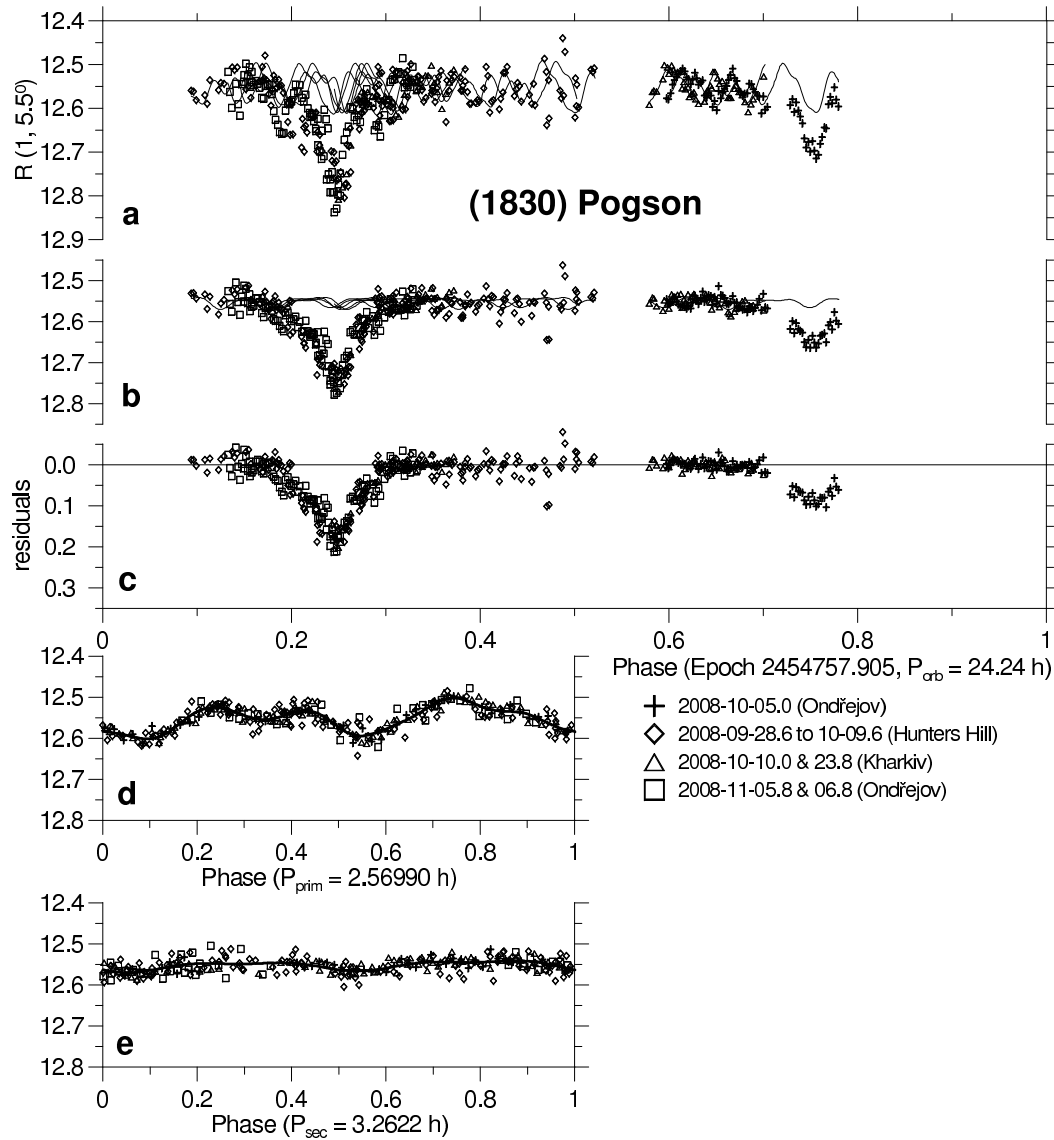 12.4
12.5
12.6
12.7
12.8
12.9
R (1, 5.5⁰)
a
(1830) Pogson
12.5
12.6
12.7
12.8
b
0.0
0.1
0.2
0.3
residuals
c
0 0.2 0.4 0.6 0.8 1
Phase (Epoch 2454757.905, Porb = 24.24 h)
2008-10-05.0 (Ondřejov)
2008-09-28.6 to 10-09.6 (Hunters Hill)
2008-10-10.0 & 23.8 (Kharkiv)
2008-11-05.8 & 06.8 (Ondřejov)
12.4
12.5
12.6
12.7
12.8
d
0 0.2 0.4 0.6 0.8 1
Phase (Pprim = 2.56990 h)
12.4
12.5
12.6
12.7
12.8
e
0 0.2 0.4 0.6 0.8 1
Phase (Psec = 3.2622 h)